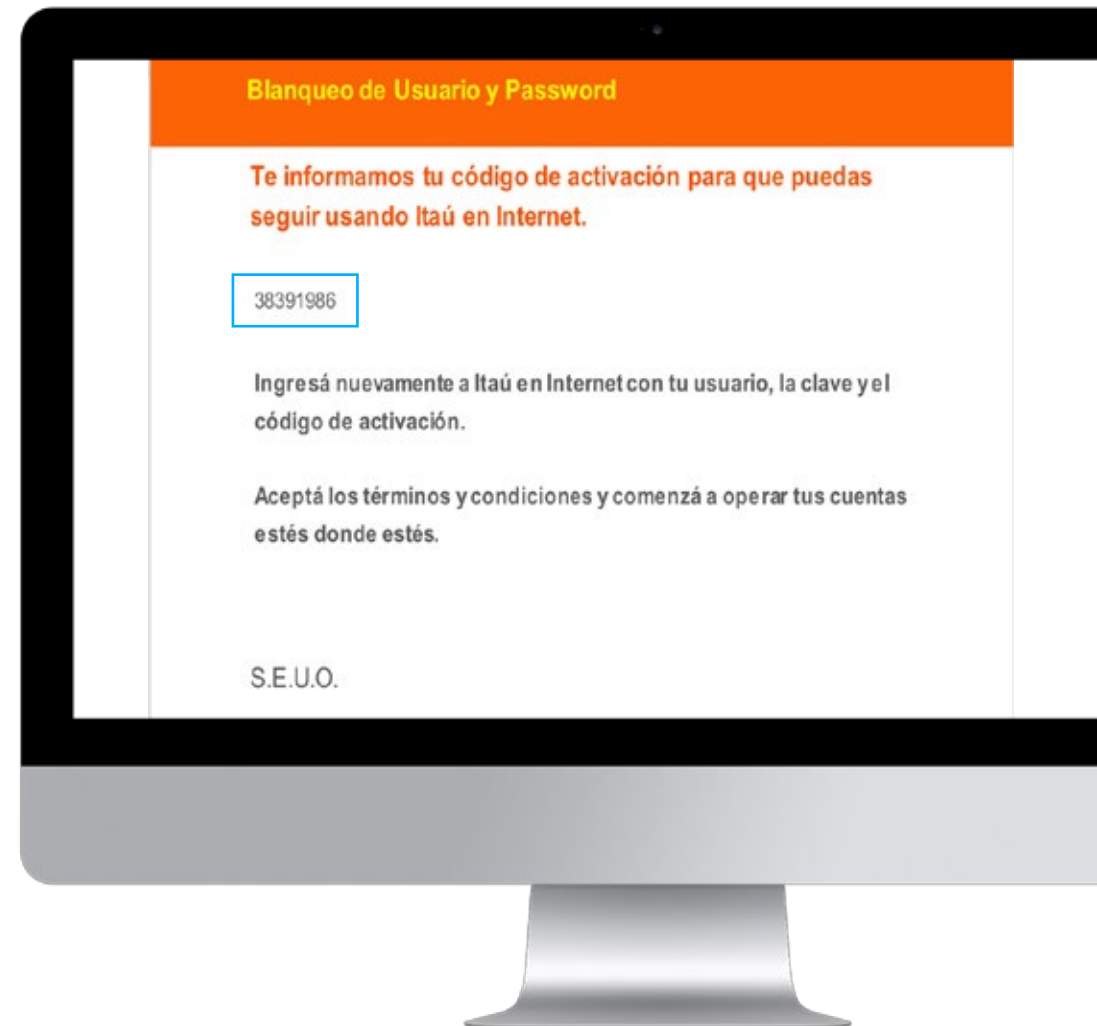 Blanqueo de Usuario y Password
Te informamos tu código de activación para que puedas
seguir usando Itaú en Internet.
38391986
Ingresá nuevamente a Itaú en Internet con tu usuario, la clave y el
código de activación.
Aceptá los términos y condiciones y comenzá a operar tus cuentas
estés donde estés.
S.E.U.O.